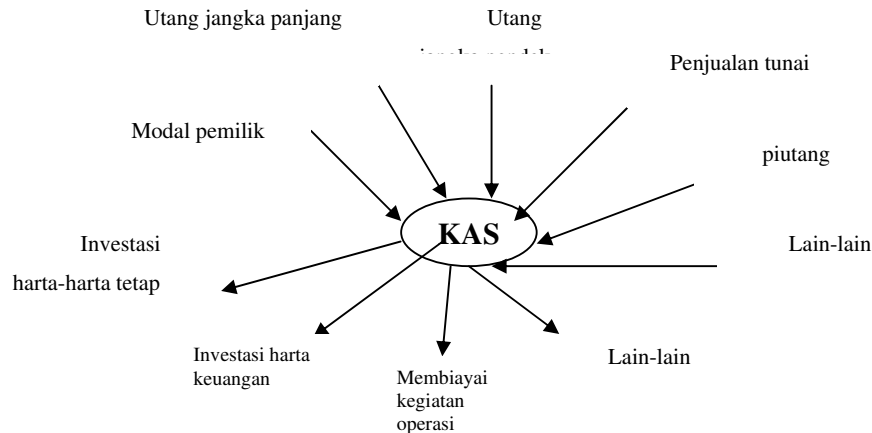 Utang jangka panjang
Utang
Penjualan tunai
Modal pemilik
piutang
KAS
Investasi
harta-harta tetap
Lain-lain
Investasi harta
keuangan
Lain-lain
Membiayai
kegiatan
operasi